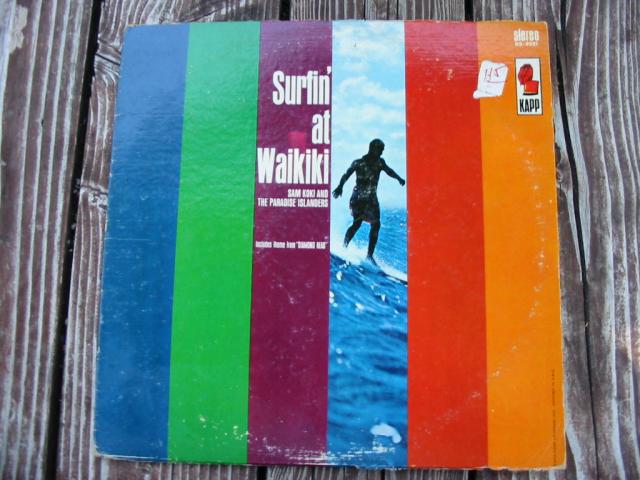 stereo
Surfin'
at
Waikiki
SAM KOKI AND
THE PARADISE ISLANDERS
Includes theme from "DIAMOND HEAD"
KAPP